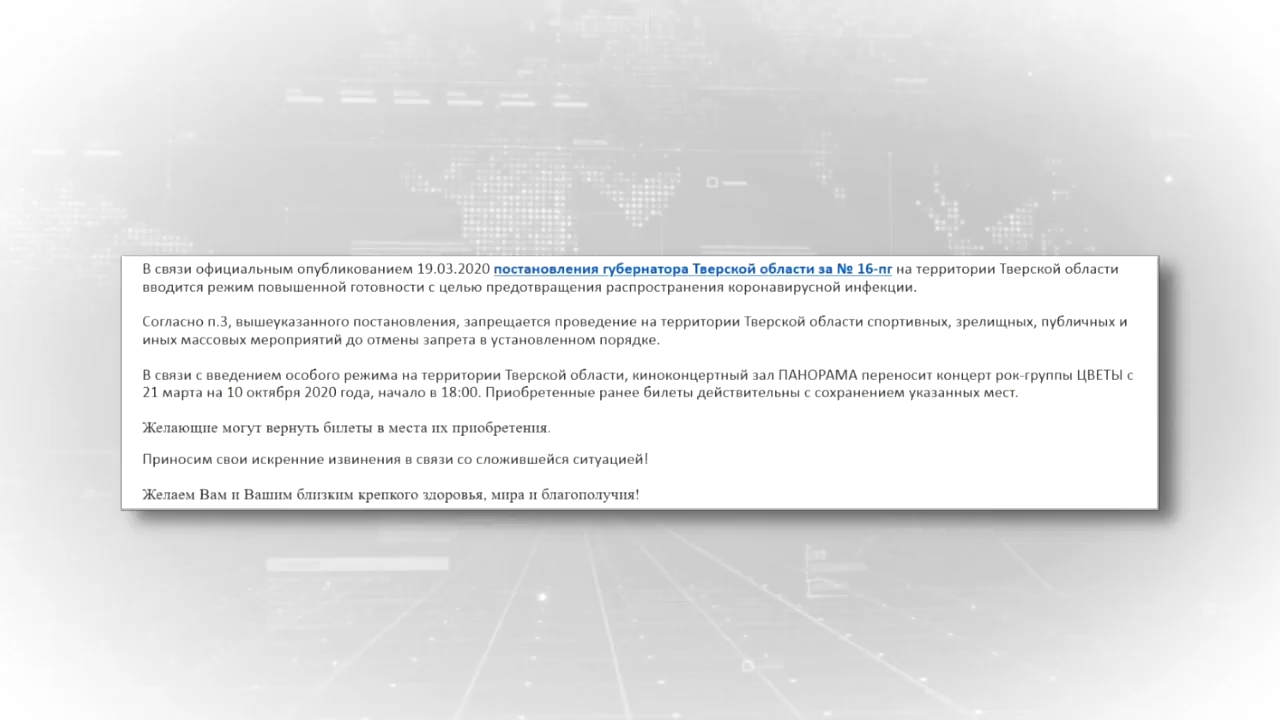 В связи официальным опубликованием 19.03.2020 постановления губернатора Тверской области за № 16-пг на территории Тверской области
вводится режим повышенной готовности с целью предотвращения распространения коронавирусной инфекции.
Согласно п.3, вышеуказанного постановления, запрещается проведение на территории Тверской области спортивных, зрелищных, публичных и
иных массовых мероприятий до отмены запрета в установленном порядке.
В связи с введением особого режима на территории Тверской области, киноконцертный зал ПАНОРАМА переносит концерт рок-группы ЦВЕТЫ с
21 марта на 10 октября 2020 года, начало в 18:00. Приобретенные ранее билеты действительны с сохранением указанных мест.
Желающие могут вернуть билеты в места их приобретения.
Приносим свои искренние извинения в связи со сложившейся ситуацией!
Желаем Вам и Вашим близким крепкого здоровья, мира и благополучия!